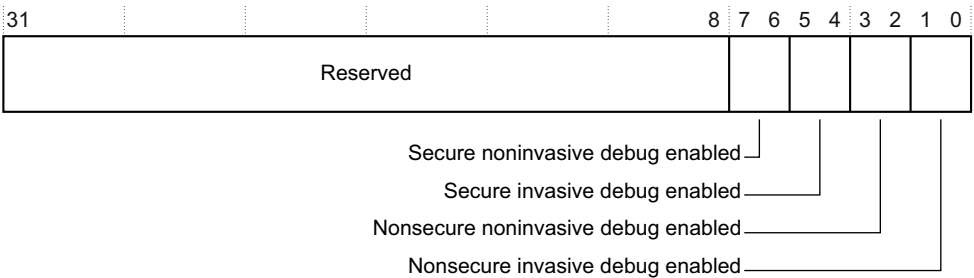 31 8 7 6 5 4 3 2 1 0
Reserved
Secure noninvasive debug enabled
Secure invasive debug enabled
Nonsecure noninvasive debug enabled
Nonsecure invasive debug enabled